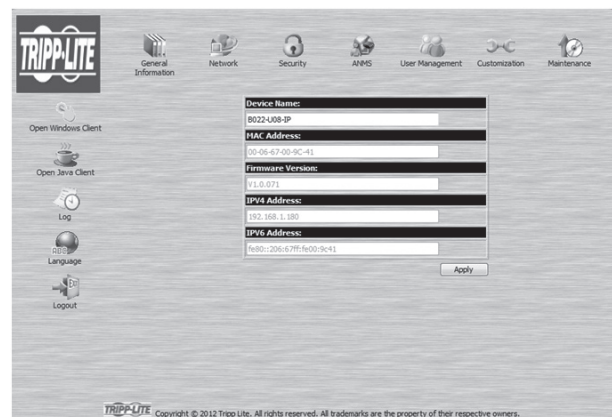 TRIPP-LITE
General Information
Network
Security
ANMS
User Management
Customization
Maintenance
Open Windows Client
Open Java Client
Log
ABC
Language
Logout
Device Name:
B022-U08-IP
MAC Address:
00-06-67-00-9C-41
Firmware Version:
V1.0.071
IPV4 Address:
192.168.1.180
IPV6 Address:
fe80::206:67ff:fe00:9c41
Apply
TRIPP-LITE Copyright © 2012 Tripp Lite. All rights reserved. All trademarks are the property of their respective owners.